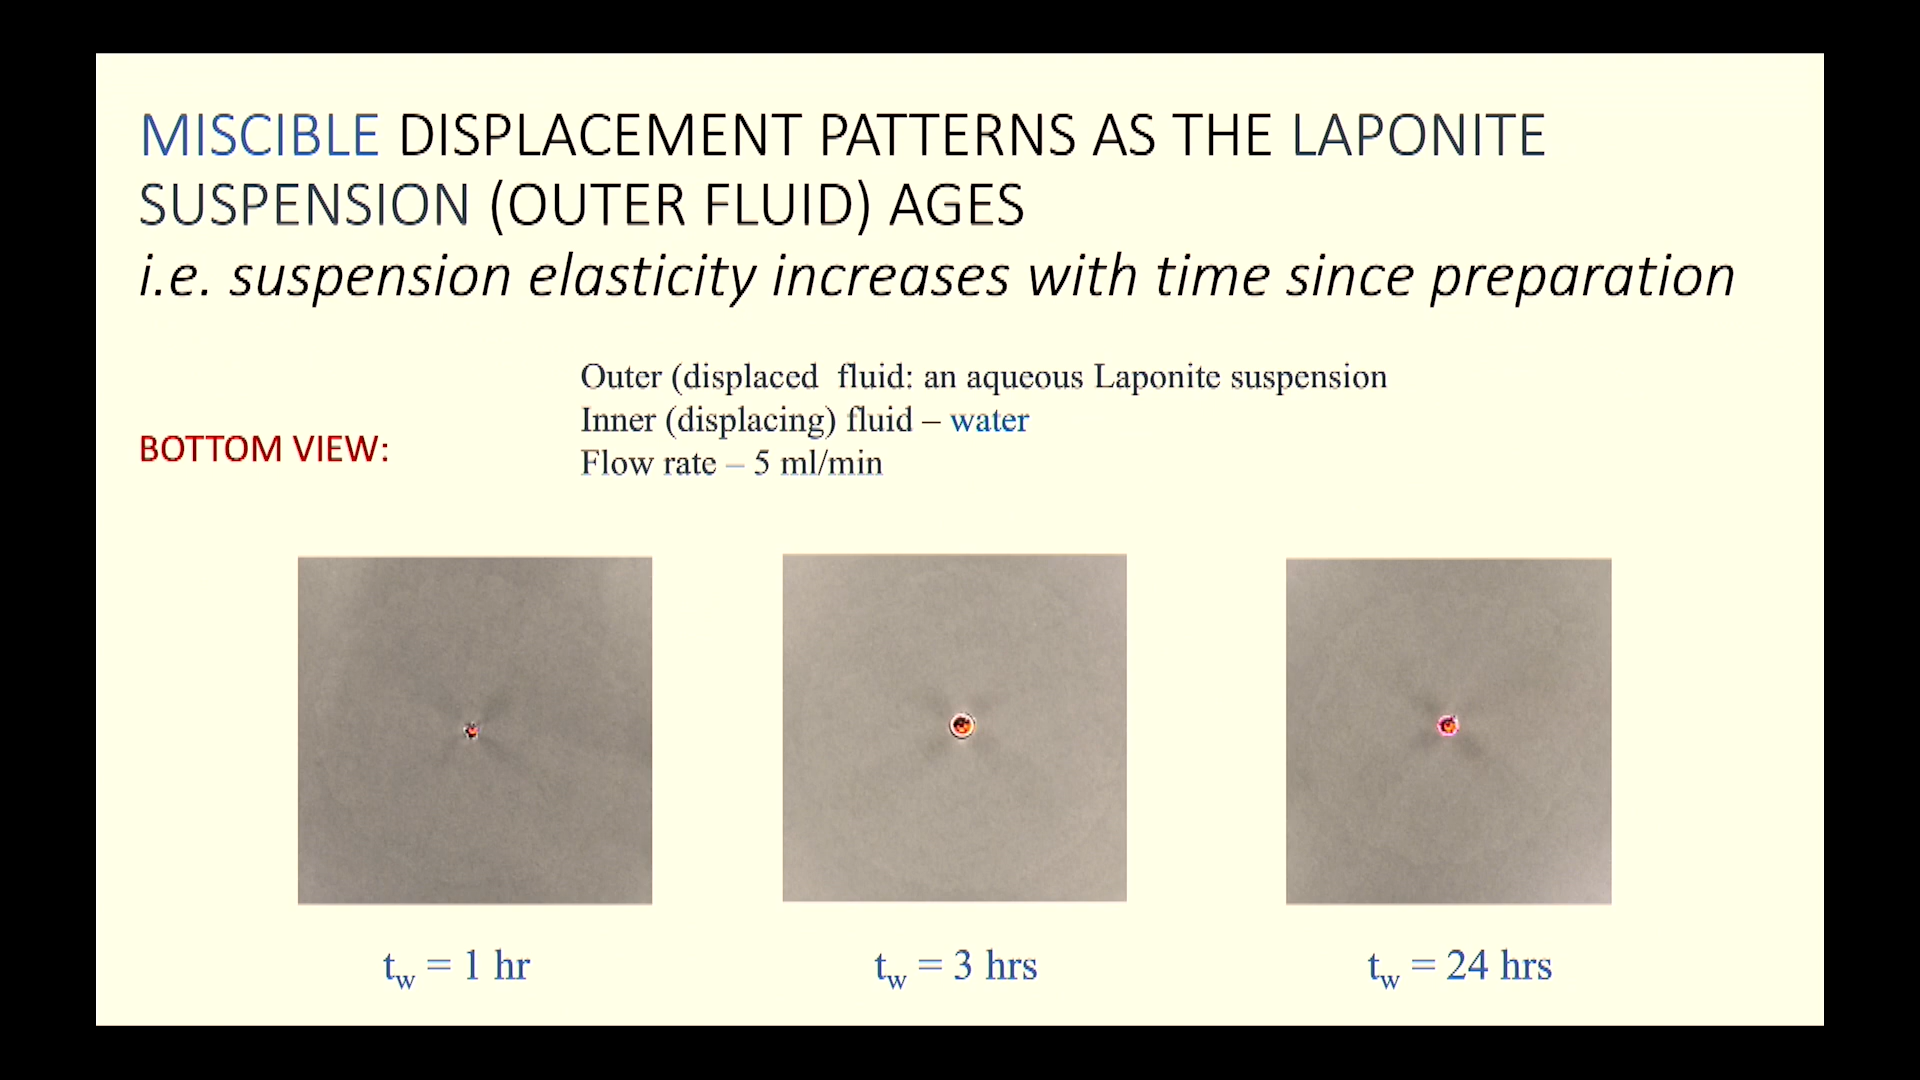 MISCIBLE DISPLACEMENT PATTERNS AS THE LAPONITE
SUSPENSION (OUTER FLUID) AGES
i.e. suspension elasticity increases with time since preparation
Outer (displaced fluid: an aqueous Laponite suspension
Inner (displacing) fluid – water
Flow rate – 5 ml/min
BOTTOM VIEW:
tw = 1 hr
tw = 3 hrs
tw = 24 hrs